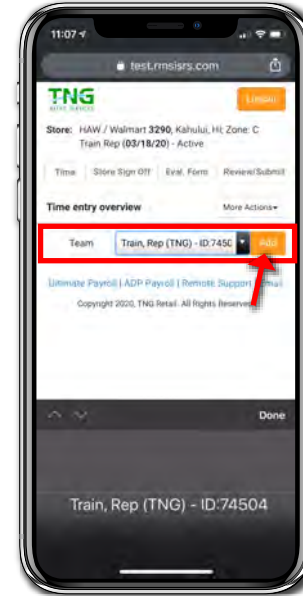 11:07
test.rmsisrs.com
TNG
Logout
Store: HAW / Walmart 3290, Kahului, HI; Zone: C
Train Rep (03/18/20) - Active
Time Store Sign Off Eval. Form Review/Submit
Time entry overview More Actions
Team Train, Rep (TNG) - ID:7450 Add
Ultimate Payroll | ADP Payroll | Remote Support
Copyright 2020, TNG Retail. All Rights Reserved
Done
Train, Rep (TNG) - ID:74504